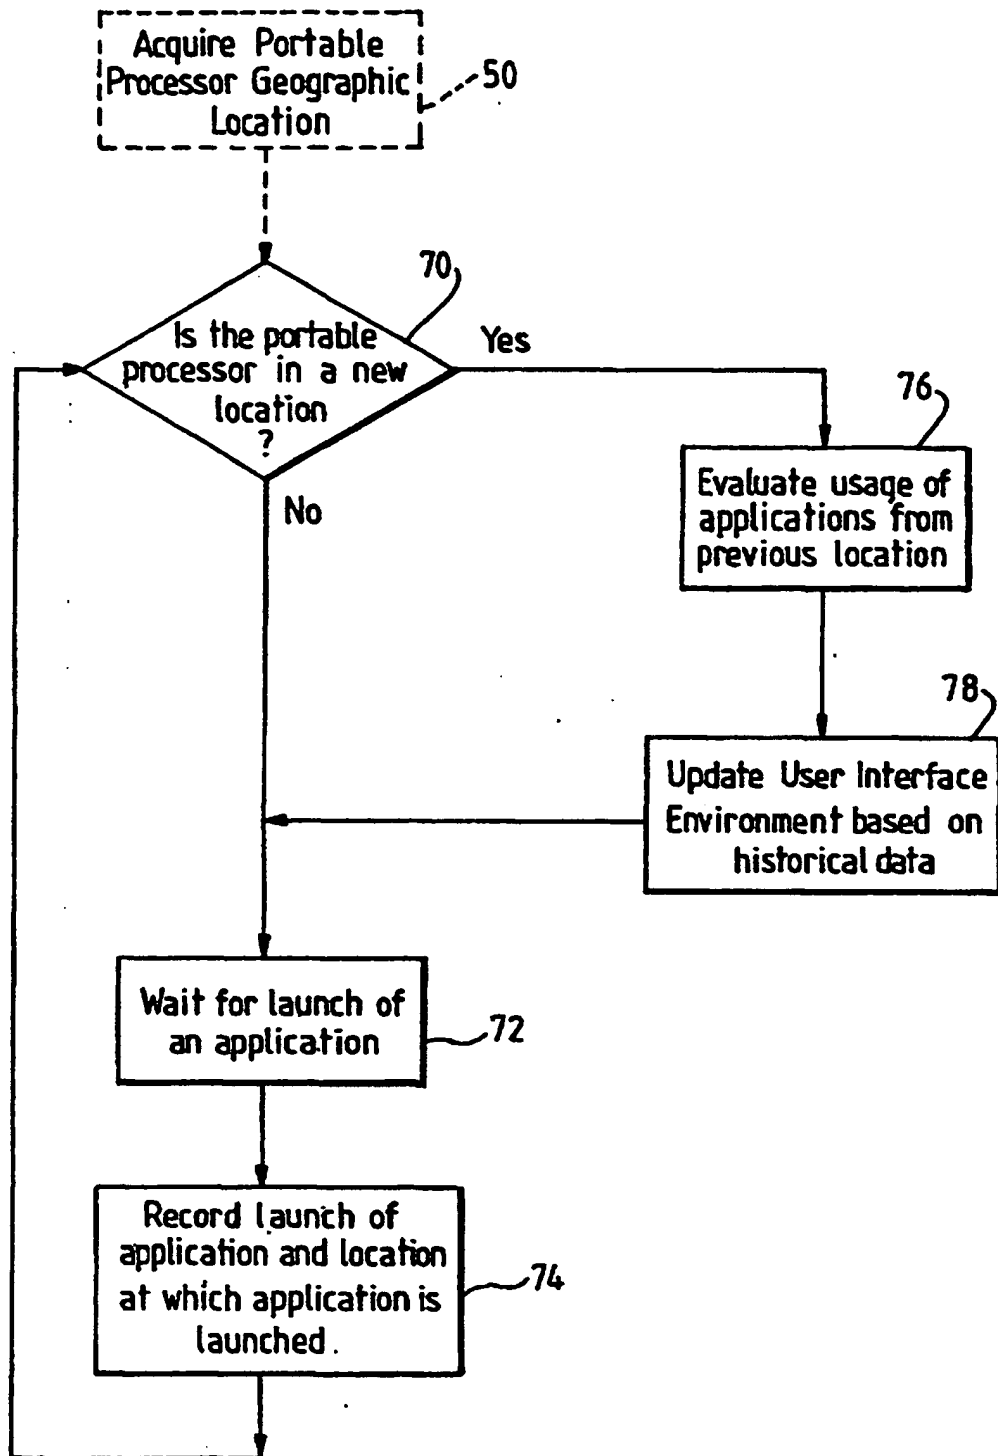 Acquire Portable
Processor Geographic
Location
50
70
Is the portable
processor in a new
location
?
Yes
No
76
Evaluate usage of
applications from
previous location
78
Update User Interface
Environment based on
historical data
Wait for launch of
an application
72
Record launch of
application and location
at which application is
launched.
74